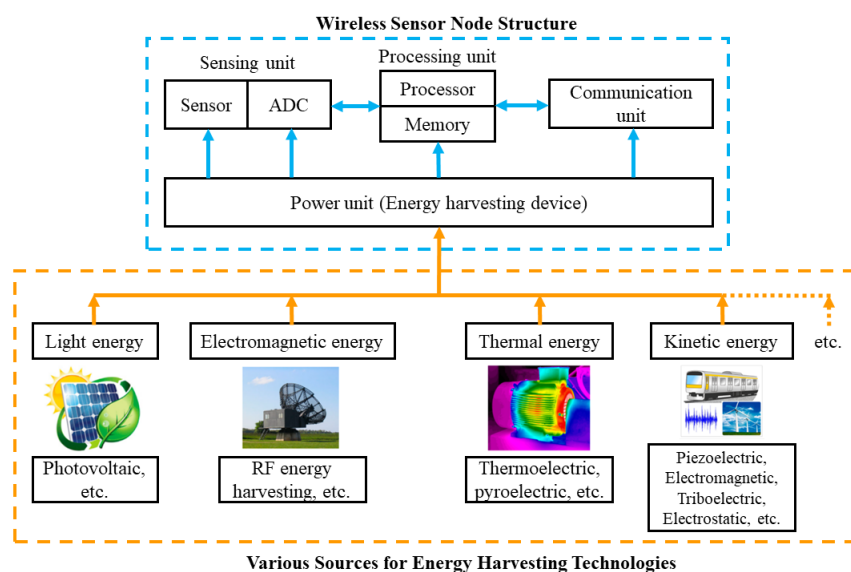 Wireless Sensor Node Structure
Sensing unit
Processing unit
Sensor
ADC
Processor
Memory
Communication
unit
Power unit (Energy harvesting device)
Light energy
Electromagnetic energy
Thermal energy
Kinetic energy
etc.
Photovoltaic,
etc.
RF energy
harvesting, etc.
Thermoelectric,
pyroelectric, etc.
Piezoelectric,
Electromagnetic,
Triboelectric,
Electrostatic, etc.
Various Sources for Energy Harvesting Technologies